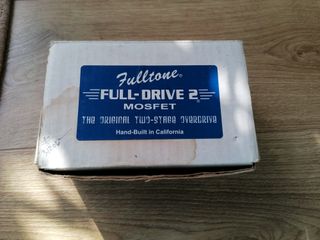 Fulltone®
FULL-DRIVE 2®
MOSFET
THE ORIGINAL TWO-STAGE OVERDRIVE
Hand-Built in California